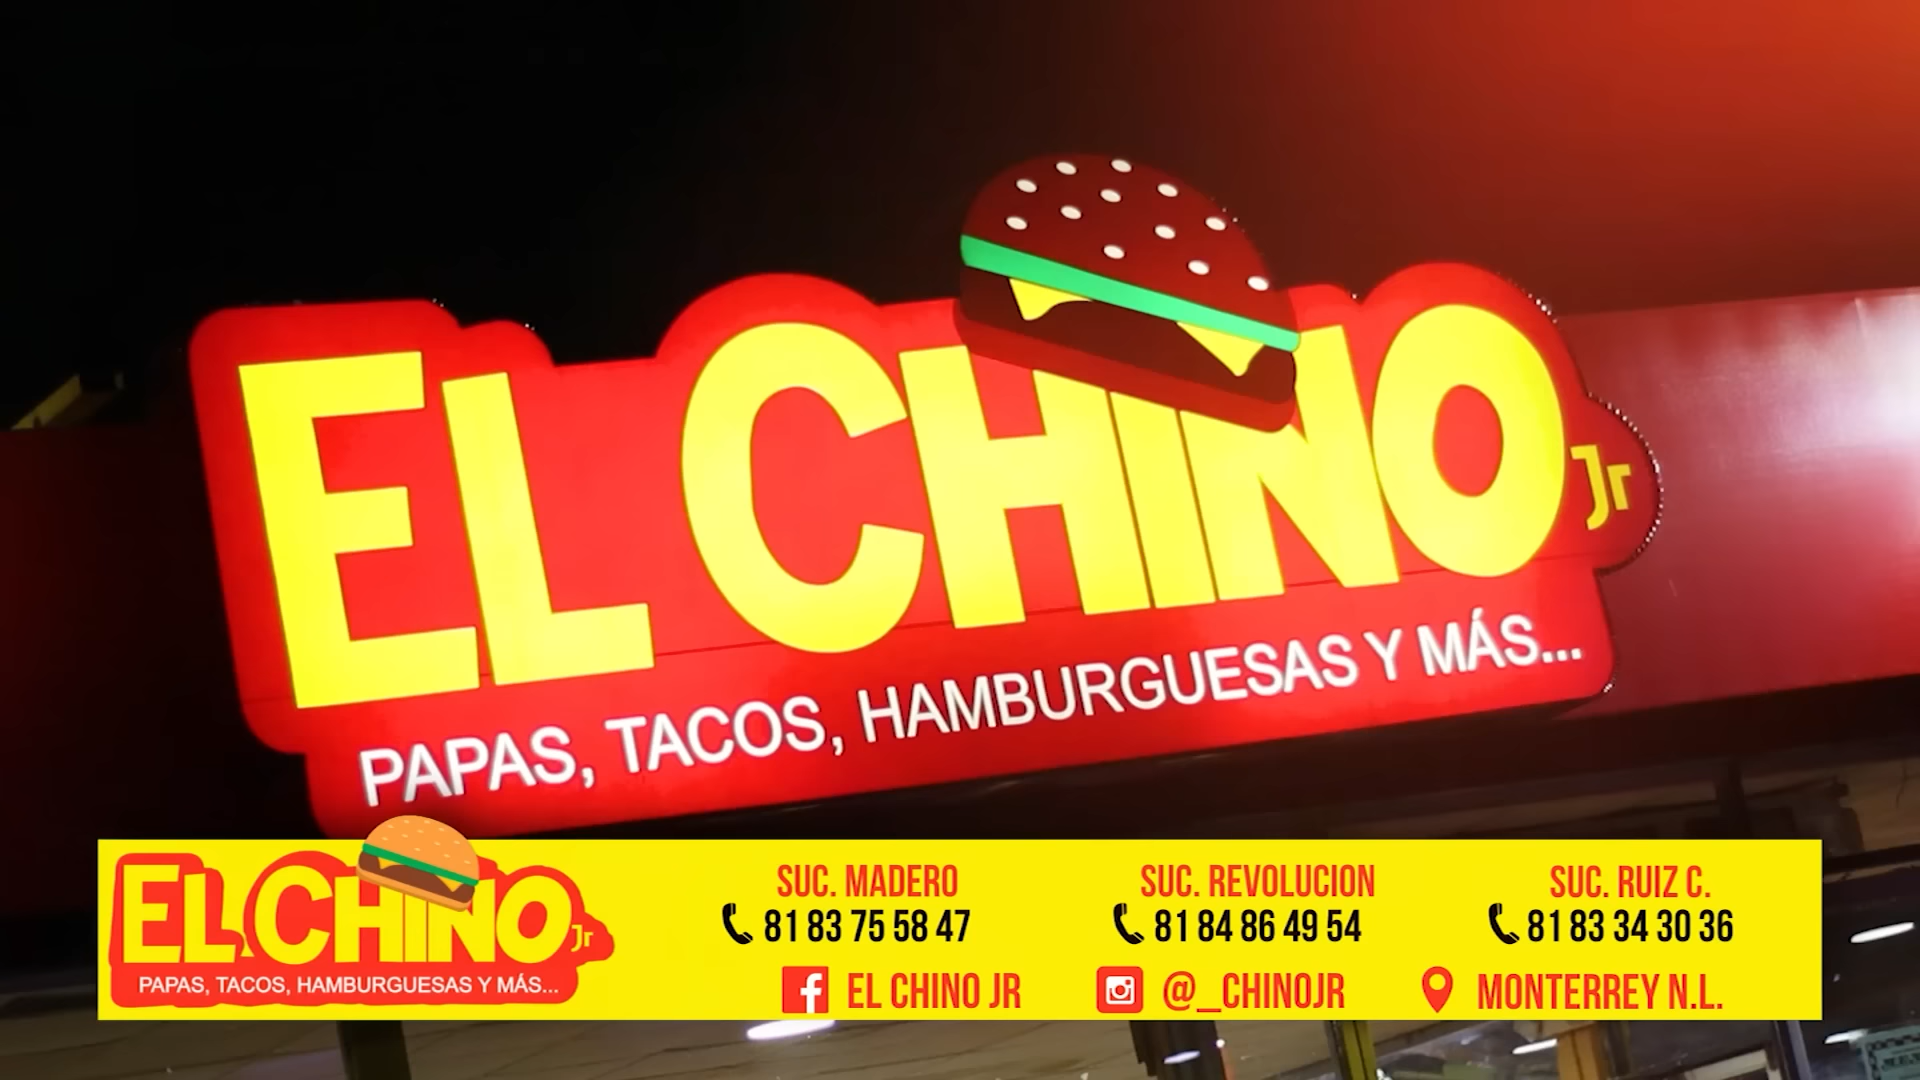 EL CHINO Jr
PAPAS, TACOS, HAMBURGUESAS Y MÁS...
EL CHINO Jr
PAPAS, TACOS, HAMBURGUESAS Y MÁS...
SUC. MADERO
81 83 75 58 47
SUC. REVOLUCION
81 84 86 49 54
SUC. RUIZ C.
81 83 34 30 36
EL CHINO JR
@_CHINOJR
MONTERREY N.L.